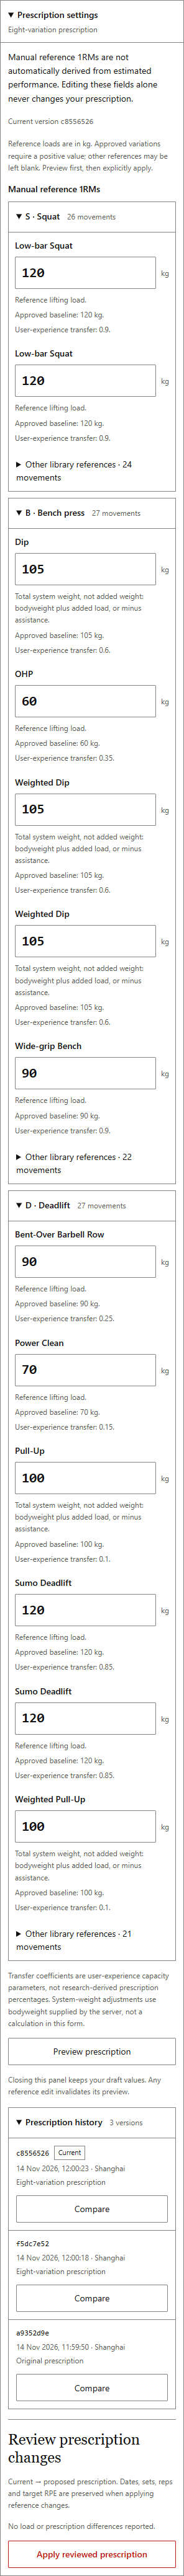 ▼ Prescription settings
Eight-variation prescription
Manual reference 1RMs are not
automatically derived from estimated
performance. Editing these fields alone
never changes your prescription.
Current version c8556526
Reference loads are in kg. Approved variations
require a positive value; other references may be
left blank. Preview first, then explicitly apply.
Manual reference 1RMs
▼ S · Squat 26 movements
Low-bar Squat
120 kg
Reference lifting load.
Approved baseline: 120 kg.
User-experience transfer: 0.9.
Low-bar Squat
120 kg
Reference lifting load.
Approved baseline: 120 kg.
User-experience transfer: 0.9.
▶ Other library references · 24
movements
▼ B · Bench press 27 movements
Dip
105 kg
Total system weight, not added weight:
bodyweight plus added load, or minus
assistance.
Approved baseline: 105 kg.
User-experience transfer: 0.6.
OHP
60 kg
Reference lifting load.
Approved baseline: 60 kg.
User-experience transfer: 0.35.
Weighted Dip
105 kg
Total system weight, not added weight:
bodyweight plus added load, or minus
assistance.
Approved baseline: 105 kg.
User-experience transfer: 0.6.
Weighted Dip
105 kg
Total system weight, not added weight:
bodyweight plus added load, or minus
assistance.
Approved baseline: 105 kg.
User-experience transfer: 0.6.
Wide-grip Bench
90 kg
Reference lifting load.
Approved baseline: 90 kg.
User-experience transfer: 0.9.
▶ Other library references · 22
movements
▼ D · Deadlift 27 movements
Bent-Over Barbell Row
90 kg
Reference lifting load.
Approved baseline: 90 kg.
User-experience transfer: 0.25.
Power Clean
70 kg
Reference lifting load.
Approved baseline: 70 kg.
User-experience transfer: 0.15.
Pull-Up
100 kg
Total system weight, not added weight:
bodyweight plus added load, or minus
assistance.
Approved baseline: 100 kg.
User-experience transfer: 0.1.
Sumo Deadlift
120 kg
Reference lifting load.
Approved baseline: 120 kg.
User-experience transfer: 0.85.
Sumo Deadlift
120 kg
Reference lifting load.
Approved baseline: 120 kg.
User-experience transfer: 0.85.
Weighted Pull-Up
100 kg
Total system weight, not added weight:
bodyweight plus added load, or minus
assistance.
Approved baseline: 100 kg.
User-experience transfer: 0.1.
▶ Other library references · 21
movements
Transfer coefficients are user-experience capacity
parameters, not research-derived prescription
percentages. System-weight adjustments use
bodyweight supplied by the server, not a
calculation in this form.
Preview prescription
Closing this panel keeps your draft values. Any
reference edit invalidates its preview.
▼ Prescription history 3 versions
c8556526 Current
14 Nov 2026, 12:00:23 · Shanghai
Eight-variation prescription
Compare
f5dc7e52
14 Nov 2026, 12:00:18 · Shanghai
Eight-variation prescription
Compare
a9352d9e
14 Nov 2026, 11:59:50 · Shanghai
Original prescription
Compare
Review prescription
changes
Current → proposed prescription. Dates, sets, reps
and target RPE are preserved when applying
reference changes.
No load or prescription differences reported.
Apply reviewed prescription